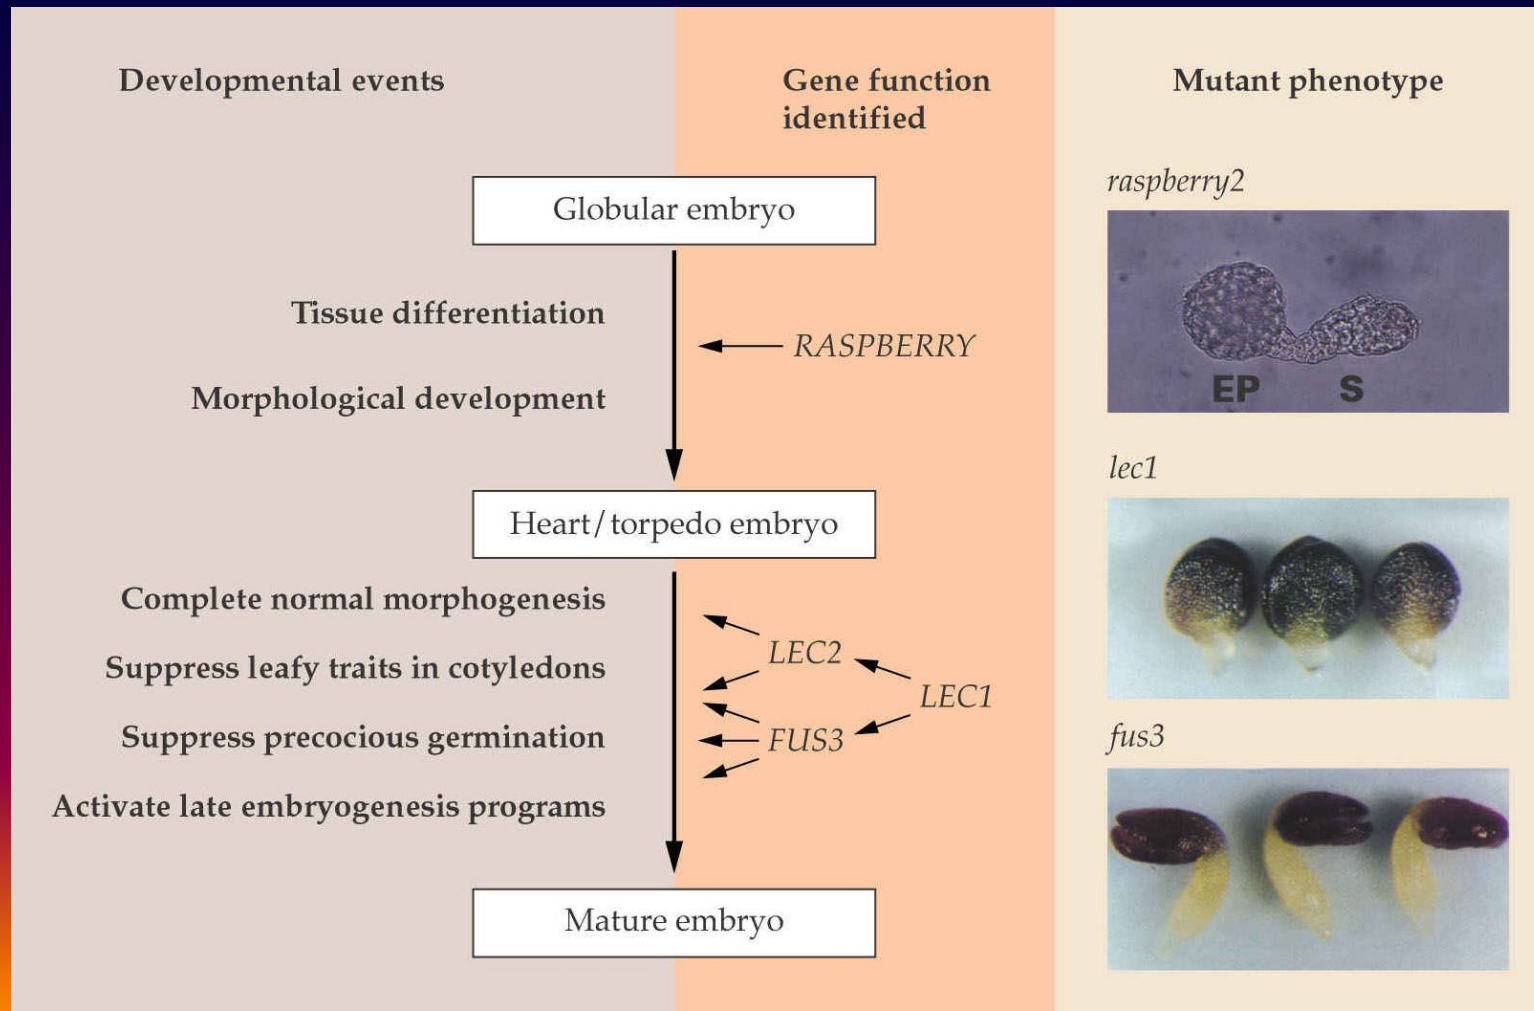 Developmental events
Gene function
identified
Mutant phenotype
Globular embryo
Tissue differentiation
RASPBERRY
Morphological development
Heart/torpedo embryo
Complete normal morphogenesis
LEC2
Suppress leafy traits in cotyledons
LEC1
Suppress precocious germination
FUS3
Activate late embryogenesis programs
Mature embryo
raspberry2
EP S
lec1
fus3